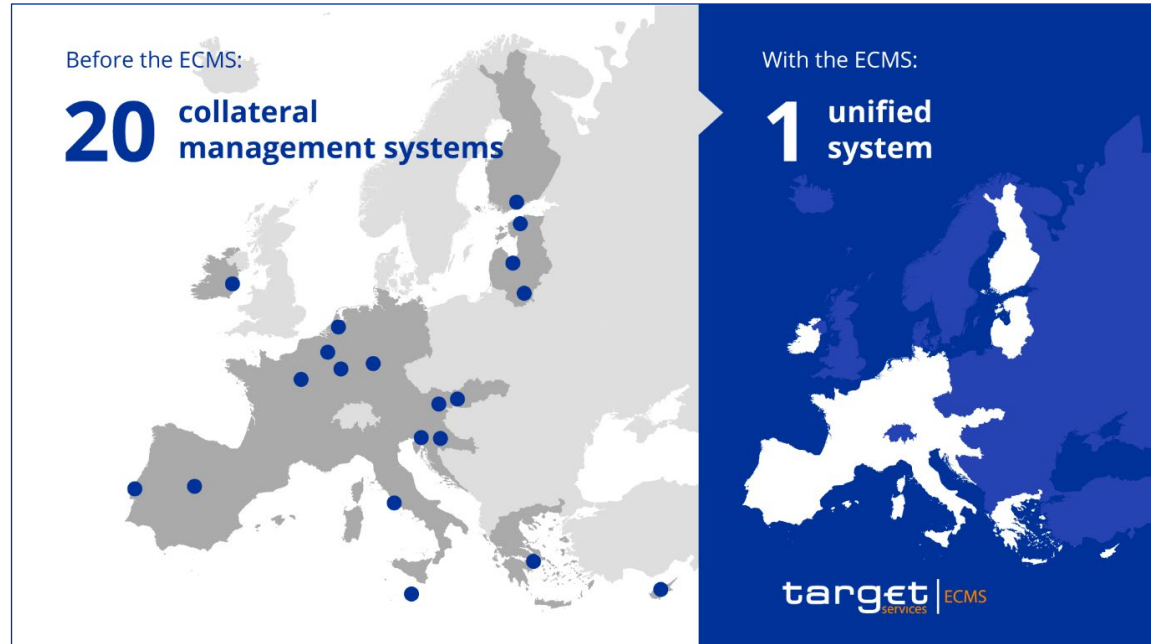 Before the ECMS:
20 collateral
management systems
With the ECMS:
1 unified
system
target | ECMS
services